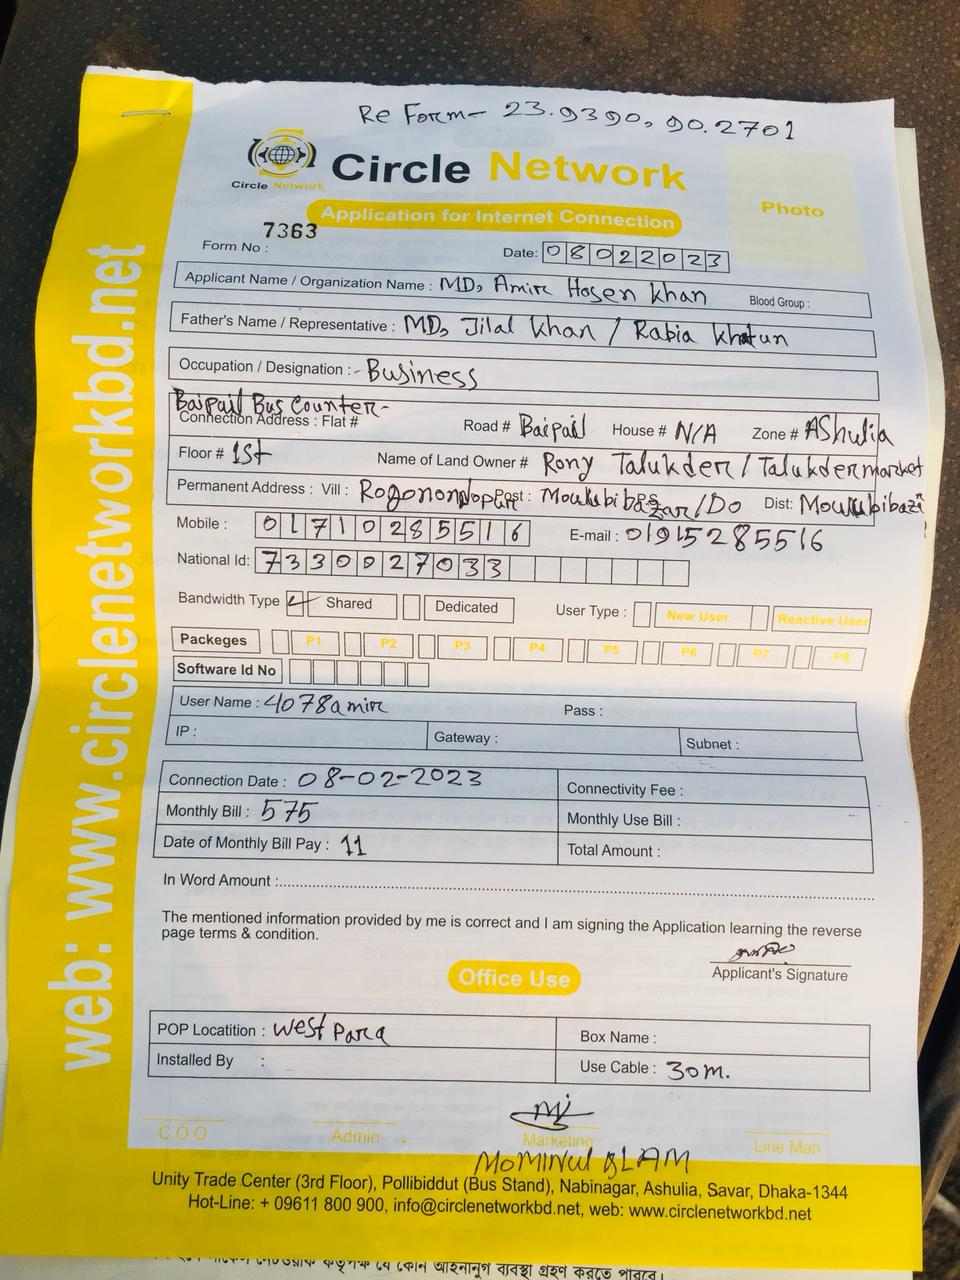 Re Form- 23.9390, 90.2701
Circle Network
Circle Network
Application for Internet Connection
Photo
7363
Form No :
Date: 08022023
Applicant Name / Organization Name : MD, Amir Hosen Khan Blood Group :
Father's Name / Representative : MD, Jilal Khan / Rabia Khatun
Occupation / Designation :- Business
Baipail Bus Counter-
Connection Address : Flat # Road # Baipail House # N/A Zone # AShulia
Floor # 1St Name of Land Owner # Rony Talukder / Talukder market
Permanent Address : Vill : Post : /Do Dist:
Mobile : 01710285516 E-mail : 01915285516
National Id: 7330027033
Bandwidth Type Shared Dedicated User Type : New User Reactive User
Packeges P1 P2 P3 P4 P5 P6 P7 P8
Software Id No
User Name : 4078amir Pass :
IP : Gateway : Subnet :
Connection Date : 08-02-2023 Connectivity Fee :
Monthly Bill : 575 Monthly Use Bill :
Date of Monthly Bill Pay : 11 Total Amount :
In Word Amount :
The mentioned information provided by me is correct and I am signing the Application learning the reverse
page terms & condition.
Applicant's Signature
Office Use
POP Locatition : West Para Box Name :
Installed By : Use Cable : 30m.
C O O Admin Marketing Line Man
MOMINUL
Unity Trade Center (3rd Floor), Pollibiddut (Bus Stand), Nabinagar, Ashulia, Savar, Dhaka-1344
Hot-Line: + 09611 800 900, info@circlenetworkbd.net, web: www.circlenetworkbd.net
web: www.circlenetworkbd.net
যে কোন আইনানুগ ব্যবস্থা গ্রহণ করতে পারবে।